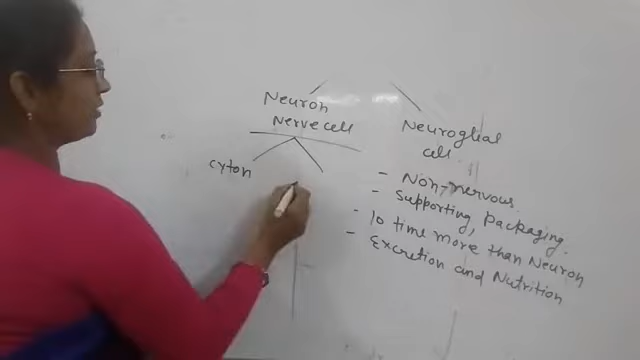 Neuron
Nerve cell
Neuroglial
cell.
cyton
- Non-nervous.
- Supporting, Packaging.
- 10 time more than Neuron
- Excretion and Nutrition